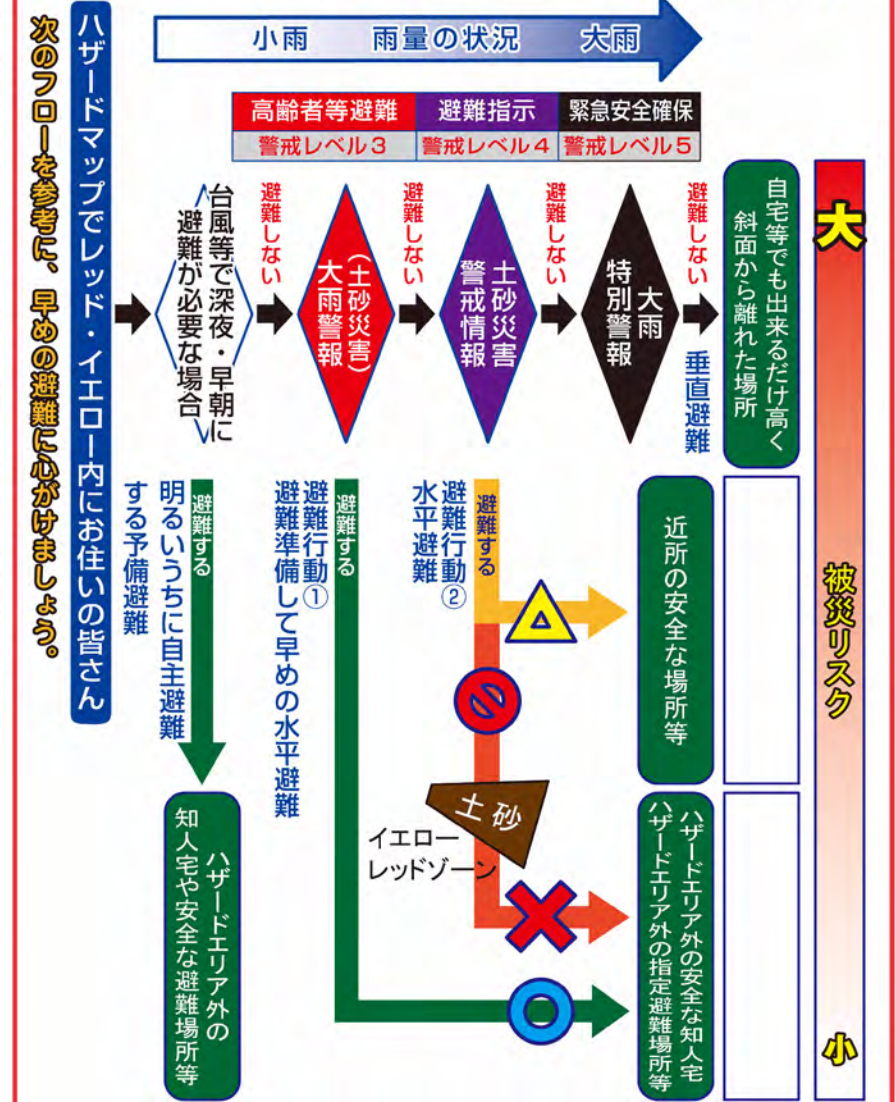 ハザードマップでレッド・イエロー内にお住いの皆さん
次のフローを参考に、早めの避難に心がけましょう。
小雨　雨量の状況　大雨
高齢者等避難
警戒レベル3
避難指示
警戒レベル4
緊急安全確保
警戒レベル5
台風等で深夜・早朝に
避難が必要な場合
避難しない
(土砂災害)
大雨警報
避難しない
土砂災害
警戒情報
避難しない
大雨
特別警報
避難しない
垂直避難
自宅等でも出来るだけ高く
斜面から離れた場所
避難する
明るいうちに自主避難
する予備避難
ハザードエリア外の
知人宅や安全な避難場所等
避難する
避難行動①
避難準備して早めの水平避難
避難する
避難行動②
水平避難
近所の安全な場所等
土砂
イエロー
レッドゾーン
ハザードエリア外の安全な知人宅
ハザードエリア外の指定避難場所等
大
被災リスク
小